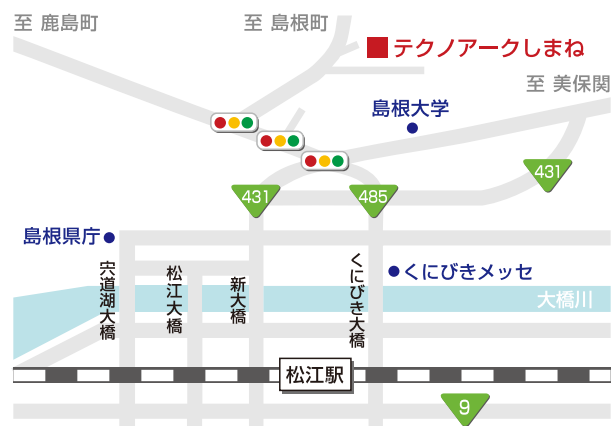 至 鹿島町
至 島根町
テクノアークしまね
至 美保関
島根大学
431
431
485
島根県庁
宍道湖大橋
松江大橋
新大橋
くにびき大橋
くにびきメッセ
大橋川
松江駅
9